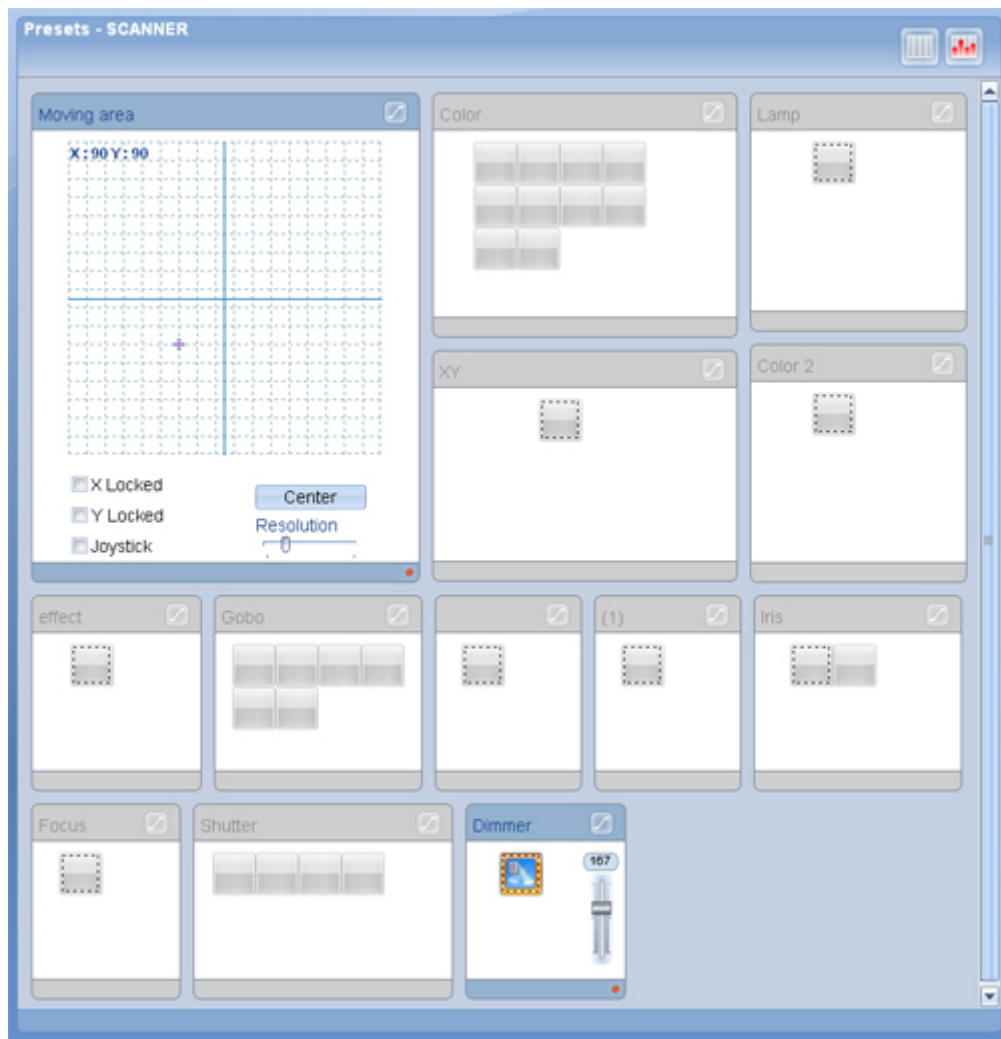 Presets - SCANNER
Moving area
Color
Lamp
X:90 Y:90
XY
Color 2
X Locked
Y Locked
Joystick
Center
Resolution
effect
Gobo
(1)
Iris
Focus
Shutter
Dimmer
167